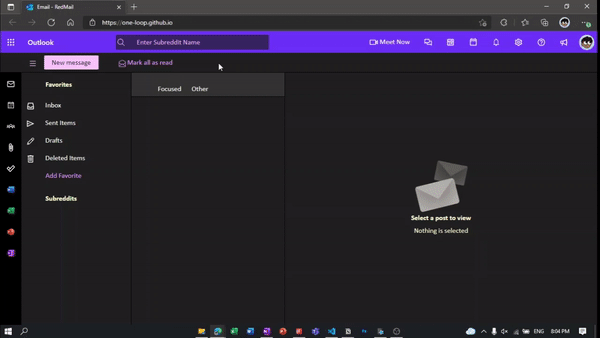 Email - RedMail
https://one-loop.github.io
Outlook
Enter Subreddit Name
Meet Now
New message
Mark all as read
Favorites
Focused
Other
Inbox
Sent Items
Drafts
Deleted Items
Add Favorite
Subreddits
Select a post to view
Nothing is selected
ENG
8:04 PM